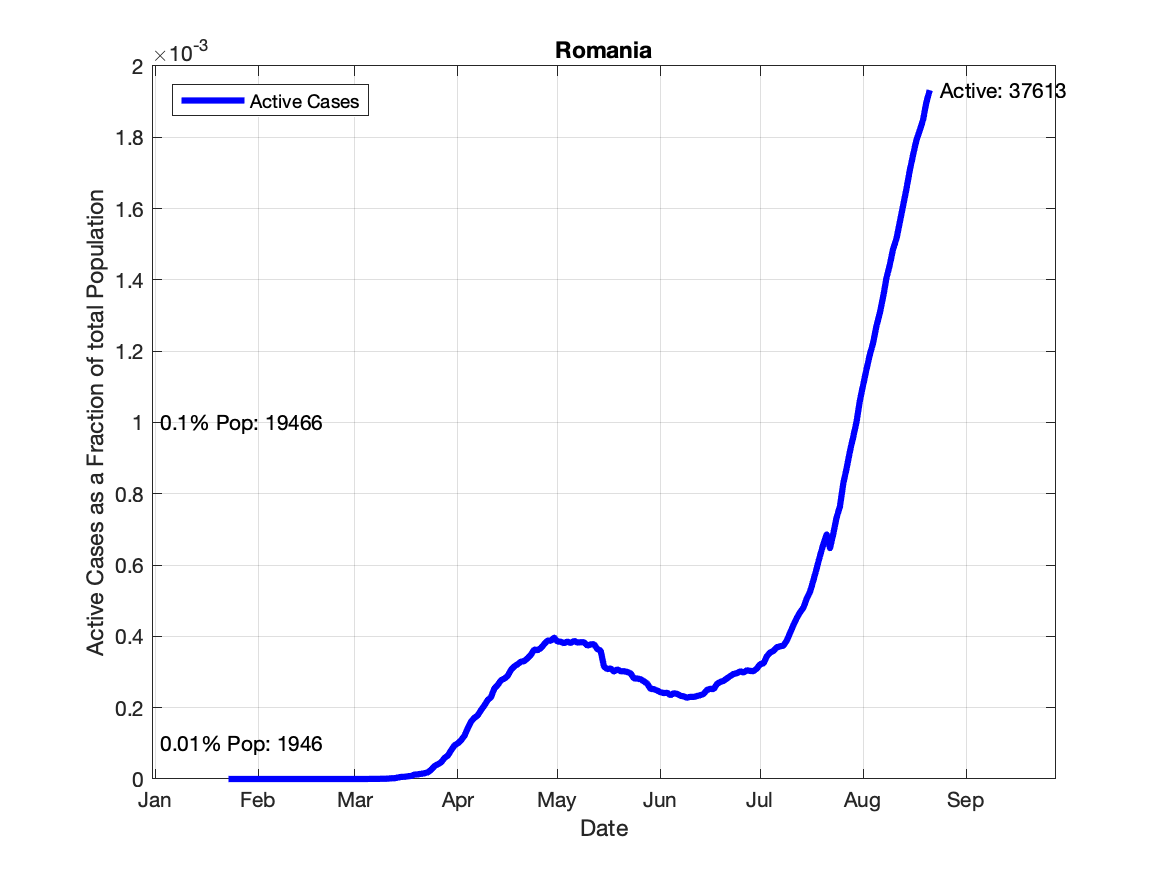 Romania
×10-3
2
1.8
1.6
1.4
1.2
1
0.8
0.6
0.4
0.2
0
Active Cases as a Fraction of total Population
Active Cases
Active: 37613
0.1% Pop: 19466
0.01% Pop: 1946
Jan Feb Mar Apr May Jun Jul Aug Sep
Date